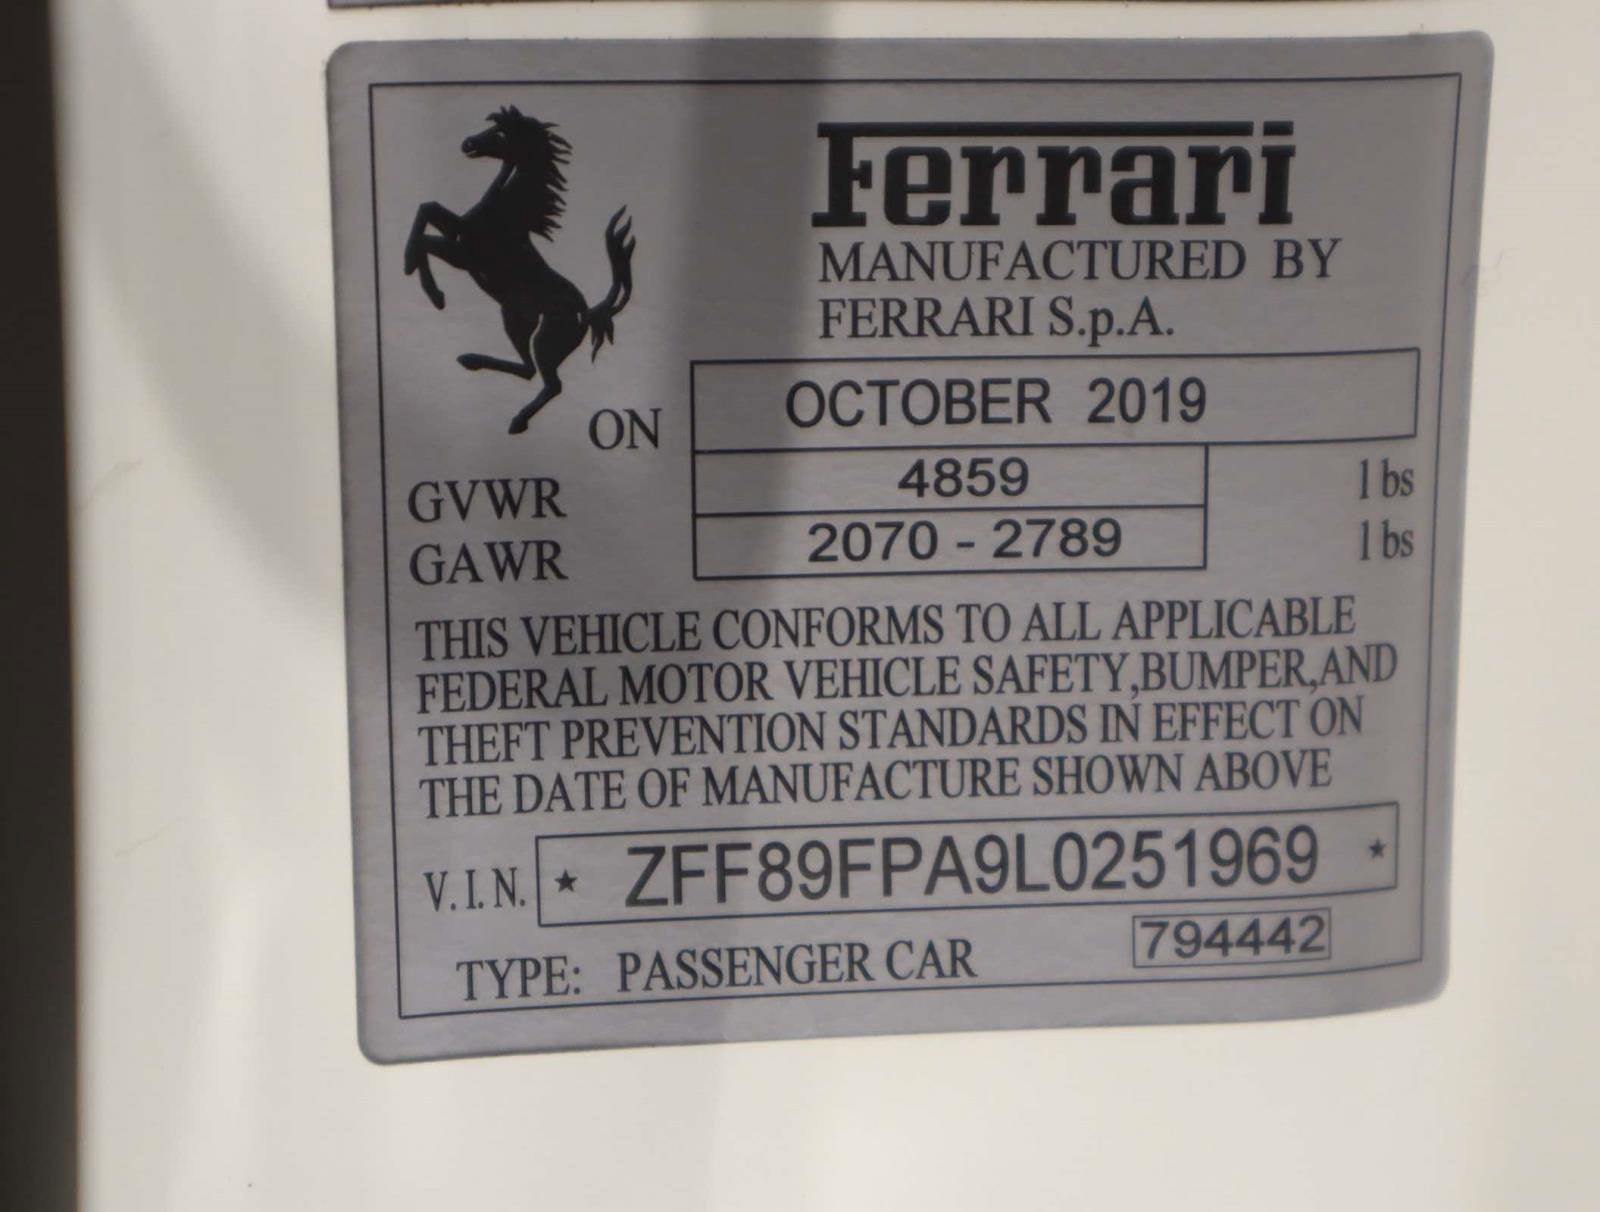 Ferrari
MANUFACTURED BY
FERRARI S.p.A.
ON OCTOBER 2019
GVWR 4859 lbs
GAWR 2070 - 2789 lbs
THIS VEHICLE CONFORMS TO ALL APPLICABLE
FEDERAL MOTOR VEHICLE SAFETY,BUMPER,AND
THEFT PREVENTION STANDARDS IN EFFECT ON
THE DATE OF MANUFACTURE SHOWN ABOVE
V.I.N. ★ ZFF89FPA9L0251969 ★
TYPE: PASSENGER CAR 794442